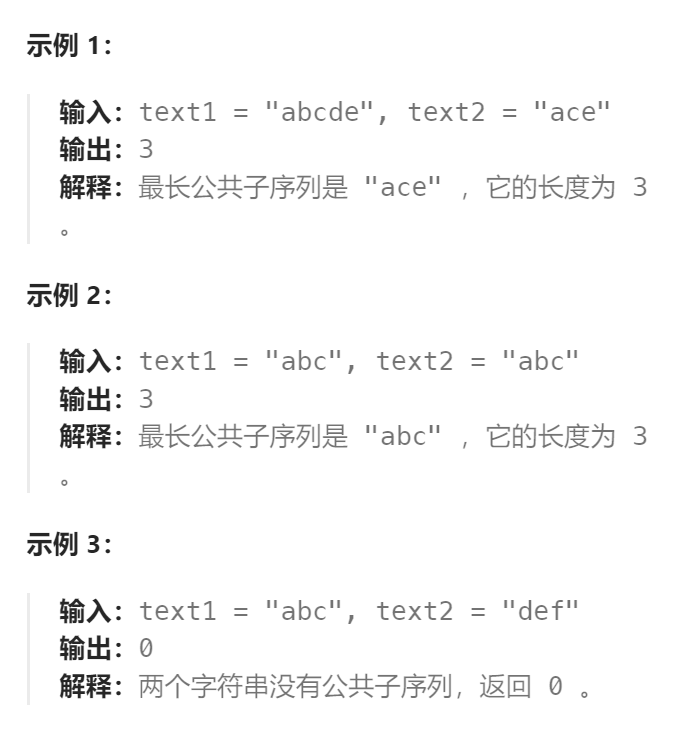 示例 1：
输入：text1 = "abcde", text2 = "ace"
输出：3
解释：最长公共子序列是 "ace" ，它的长度为 3
。
示例 2：
输入：text1 = "abc", text2 = "abc"
输出：3
解释：最长公共子序列是 "abc" ，它的长度为 3
。
示例 3：
输入：text1 = "abc", text2 = "def"
输出：0
解释：两个字符串没有公共子序列，返回 0 。